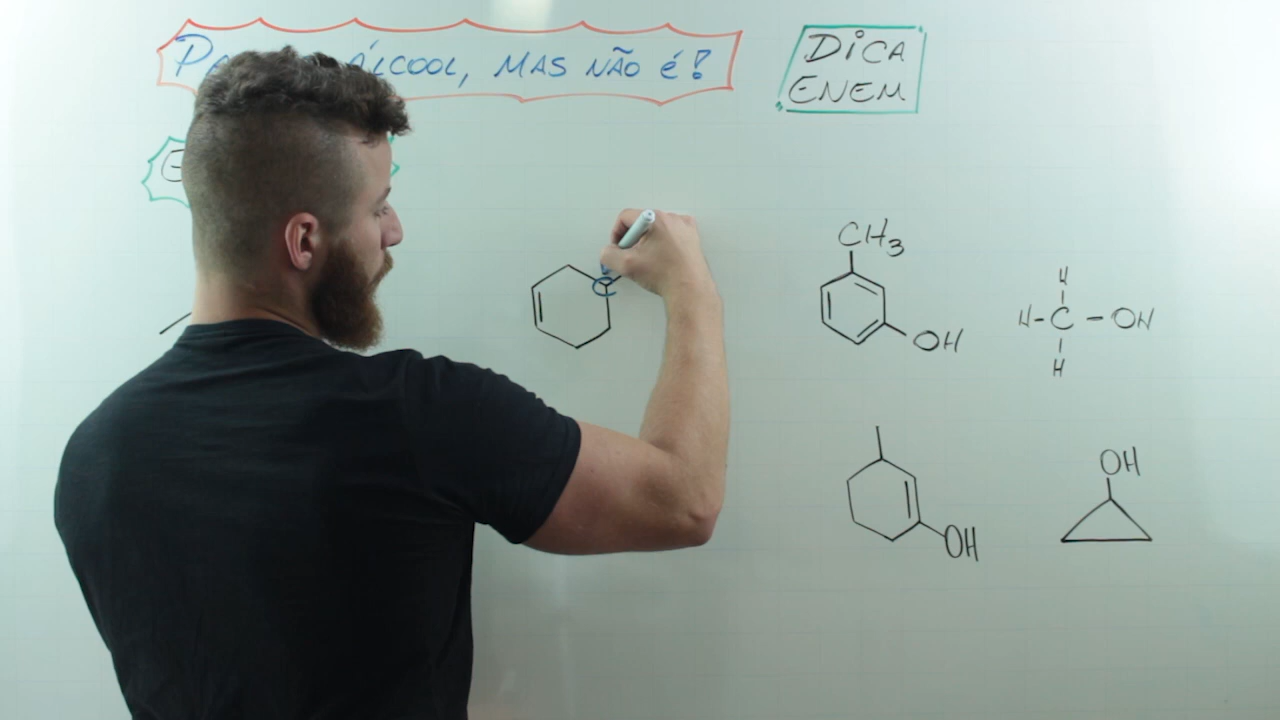 ÁLCOOL, MAS NÃO É!
DICA
ENEM
CH3
OH
H
H-C-OH
H
OH
OH